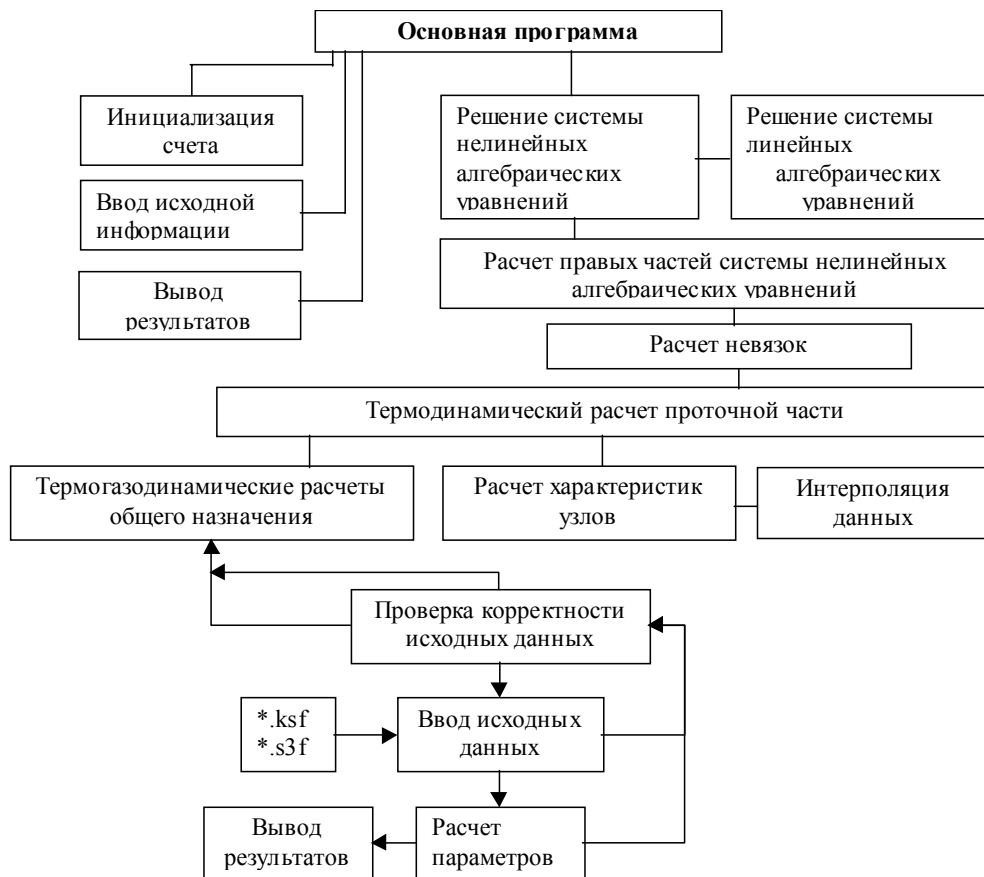 Основная программа
Инициализация
счета
Решение системы
нелинейных
алгебраических
уравнений
Решение системы
линейных
алгебраических
уравнений
Ввод исходной
информации
Вывод
результатов
Расчет правых частей системы нелинейных
алгебраических уравнений
Расчет невязок
Термодинамический расчет проточной части
Термогазодинамические расчеты
общего назначения
Расчет характеристик
узлов
Интерполяция
данных
Проверка корректности
исходных данных
*.ksf
*.s3f
Ввод исходных
данных
Вывод
результатов
Расчет
параметров